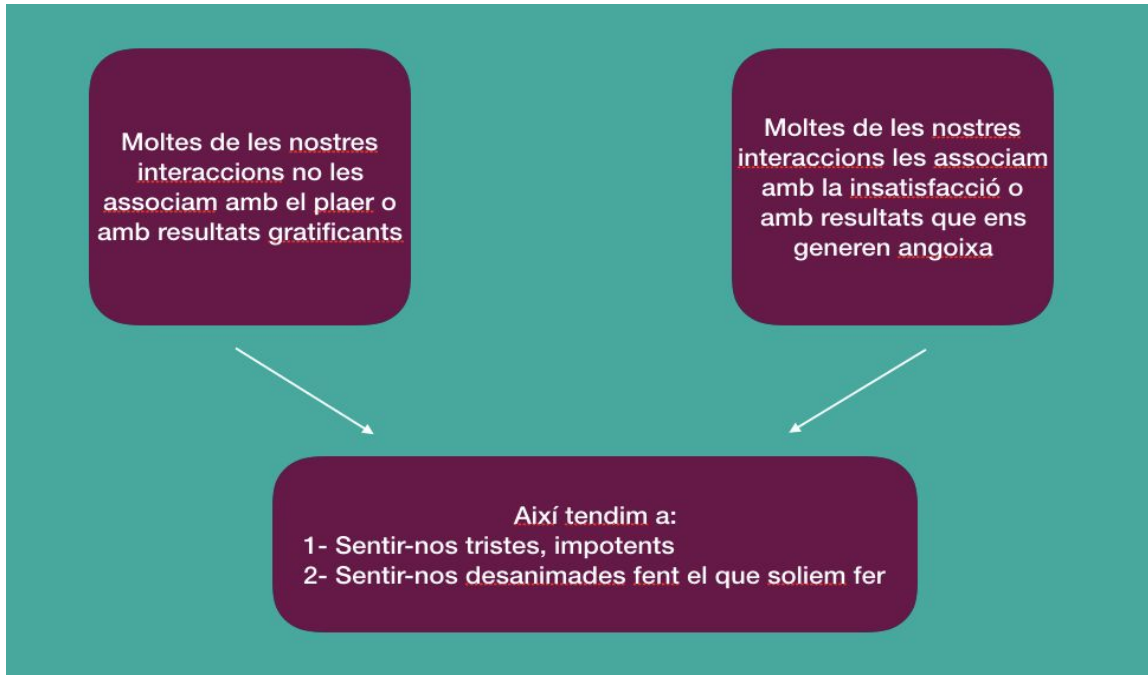 Moltes de les nostres
interaccions no les
associam amb el plaer o
amb resultats gratificants
Moltes de les nostres
interaccions les associam
amb la insatisfacció o
amb resultats que ens
generen angoixa
Així tendim a:
1- Sentir-nos tristes, impotents
2- Sentir-nos desanimades fent el que soliem fer